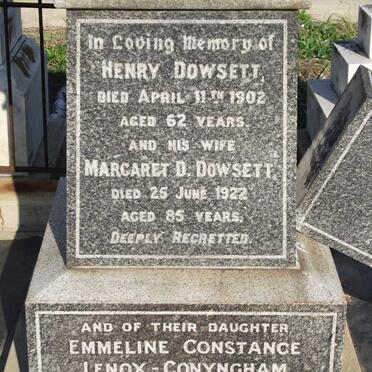 In Loving Memory of
HENRY DOWSETT,
DIED APRIL 11TH 1902
AGED 62 YEARS
AND HIS WIFE
MARGARET D. DOWSETT,
DIED 25 JUNE 1922
AGED 85 YEARS.
DEEPLY REGRETTED.
AND OF THEIR DAUGHTER
EMMELINE CONSTANCE
LENOX-CONYNGHAM